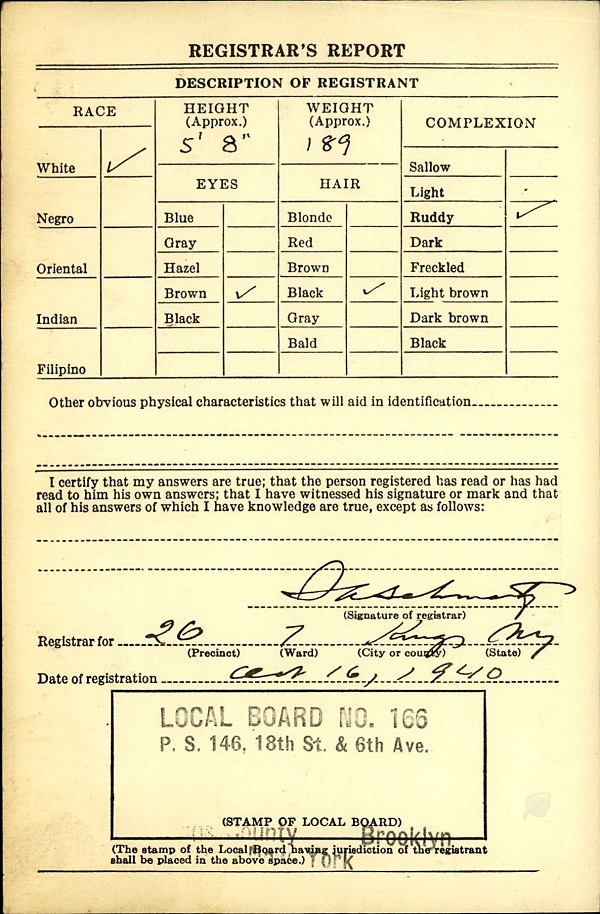 REGISTRAR'S REPORT
DESCRIPTION OF REGISTRANT
RACE
HEIGHT
(Approx.)
5' 8"
WEIGHT
(Approx.)
189
COMPLEXION
White ✓
Negro
Oriental
Indian
Filipino
EYES
Blue
Gray
Hazel
Brown ✓
Black
HAIR
Blonde
Red
Brown
Black ✓
Gray
Bald
Sallow
Light
Ruddy ✓
Dark
Freckled
Light brown
Dark brown
Black
Other obvious physical characteristics that will aid in identification
I certify that my answers are true; that the person registered has read or has had
read to him his own answers; that I have witnessed his signature or mark and that
all of his answers of which I have knowledge are true, except as follows:
(Signature of registrar)
Registrar for 26 7 Kings NY
(Precinct) (Ward) (City or county) (State)
Date of registration Oct 16, 1940
LOCAL BOARD NO. 166
P. S. 146, 18th St. & 6th Ave.
(STAMP OF LOCAL BOARD)
County Brooklyn
(The stamp of the Local Board having jurisdiction of the registrant
shall be placed in the above space.)
York